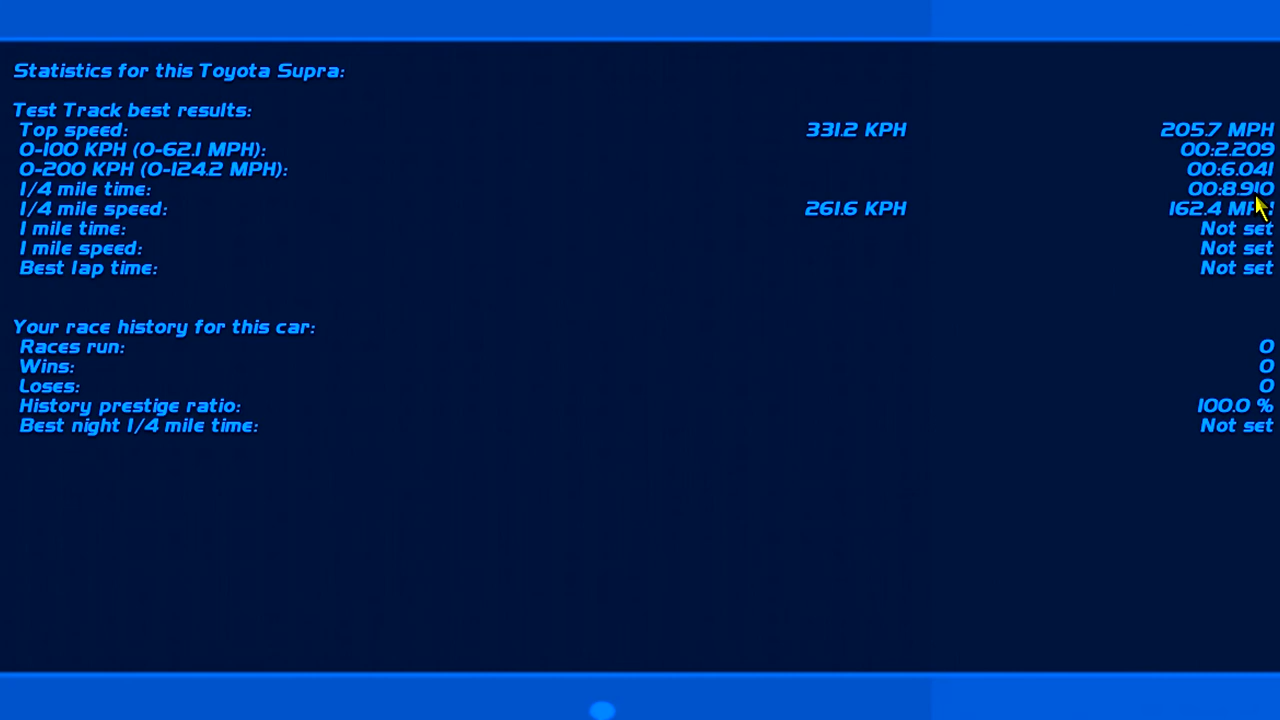 Statistics for this Toyota Supra:
Test Track best results:
Top speed: 331.2 KPH 205.7 MPH
0-100 KPH (0-62.1 MPH): 00:2.209
0-200 KPH (0-124.2 MPH): 00:6.041
1/4 mile time: 00:8.910
1/4 mile speed: 261.6 KPH 162.4 MPH
1 mile time: Not set
1 mile speed: Not set
Best lap time: Not set
Your race history for this car:
Races run: 0
Wins: 0
Loses: 0
History prestige ratio: 100.0 %
Best night 1/4 mile time: Not set